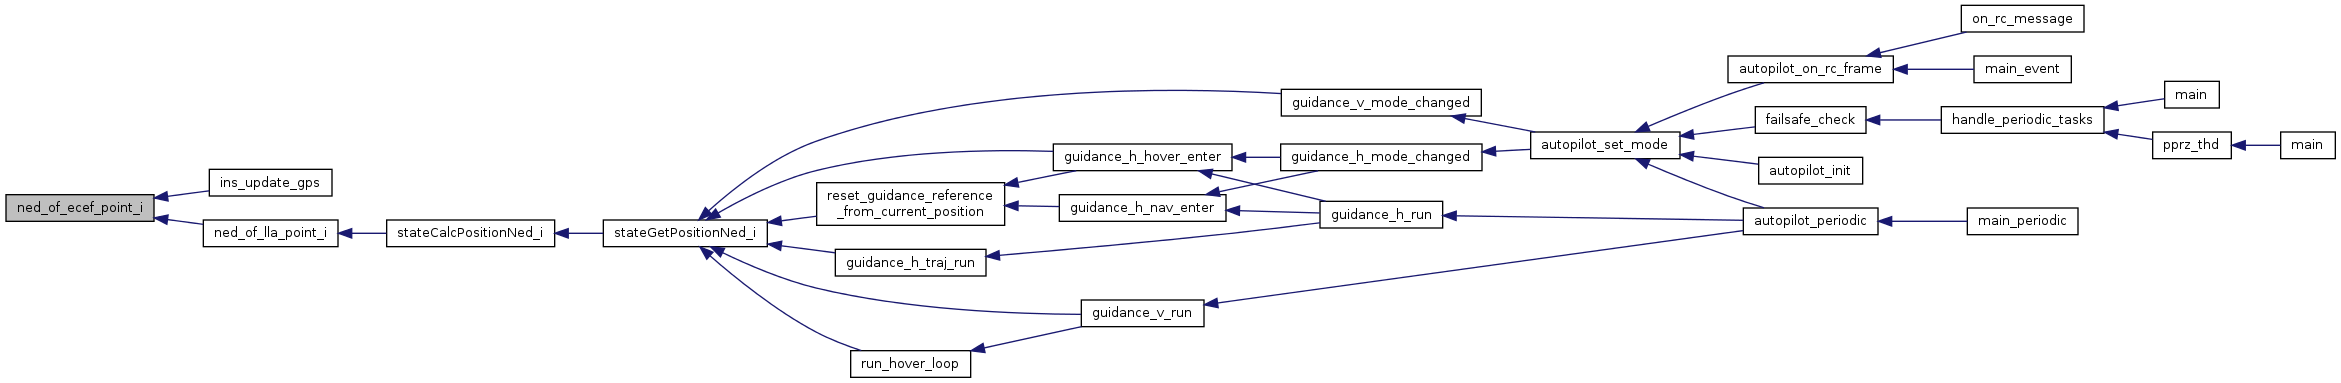 ned_of_ecef_point_i
ins_update_gps
ned_of_lla_point_i
stateCalcPositionNed_i
stateGetPositionNed_i
guidance_v_mode_changed
guidance_h_hover_enter
reset_guidance_reference
_from_current_position
guidance_h_nav_enter
guidance_h_traj_run
guidance_v_run
run_hover_loop
guidance_h_mode_changed
guidance_h_run
autopilot_set_mode
autopilot_on_rc_frame
failsafe_check
autopilot_init
autopilot_periodic
on_rc_message
main_event
handle_periodic_tasks
main_periodic
main
pprz_thd
main